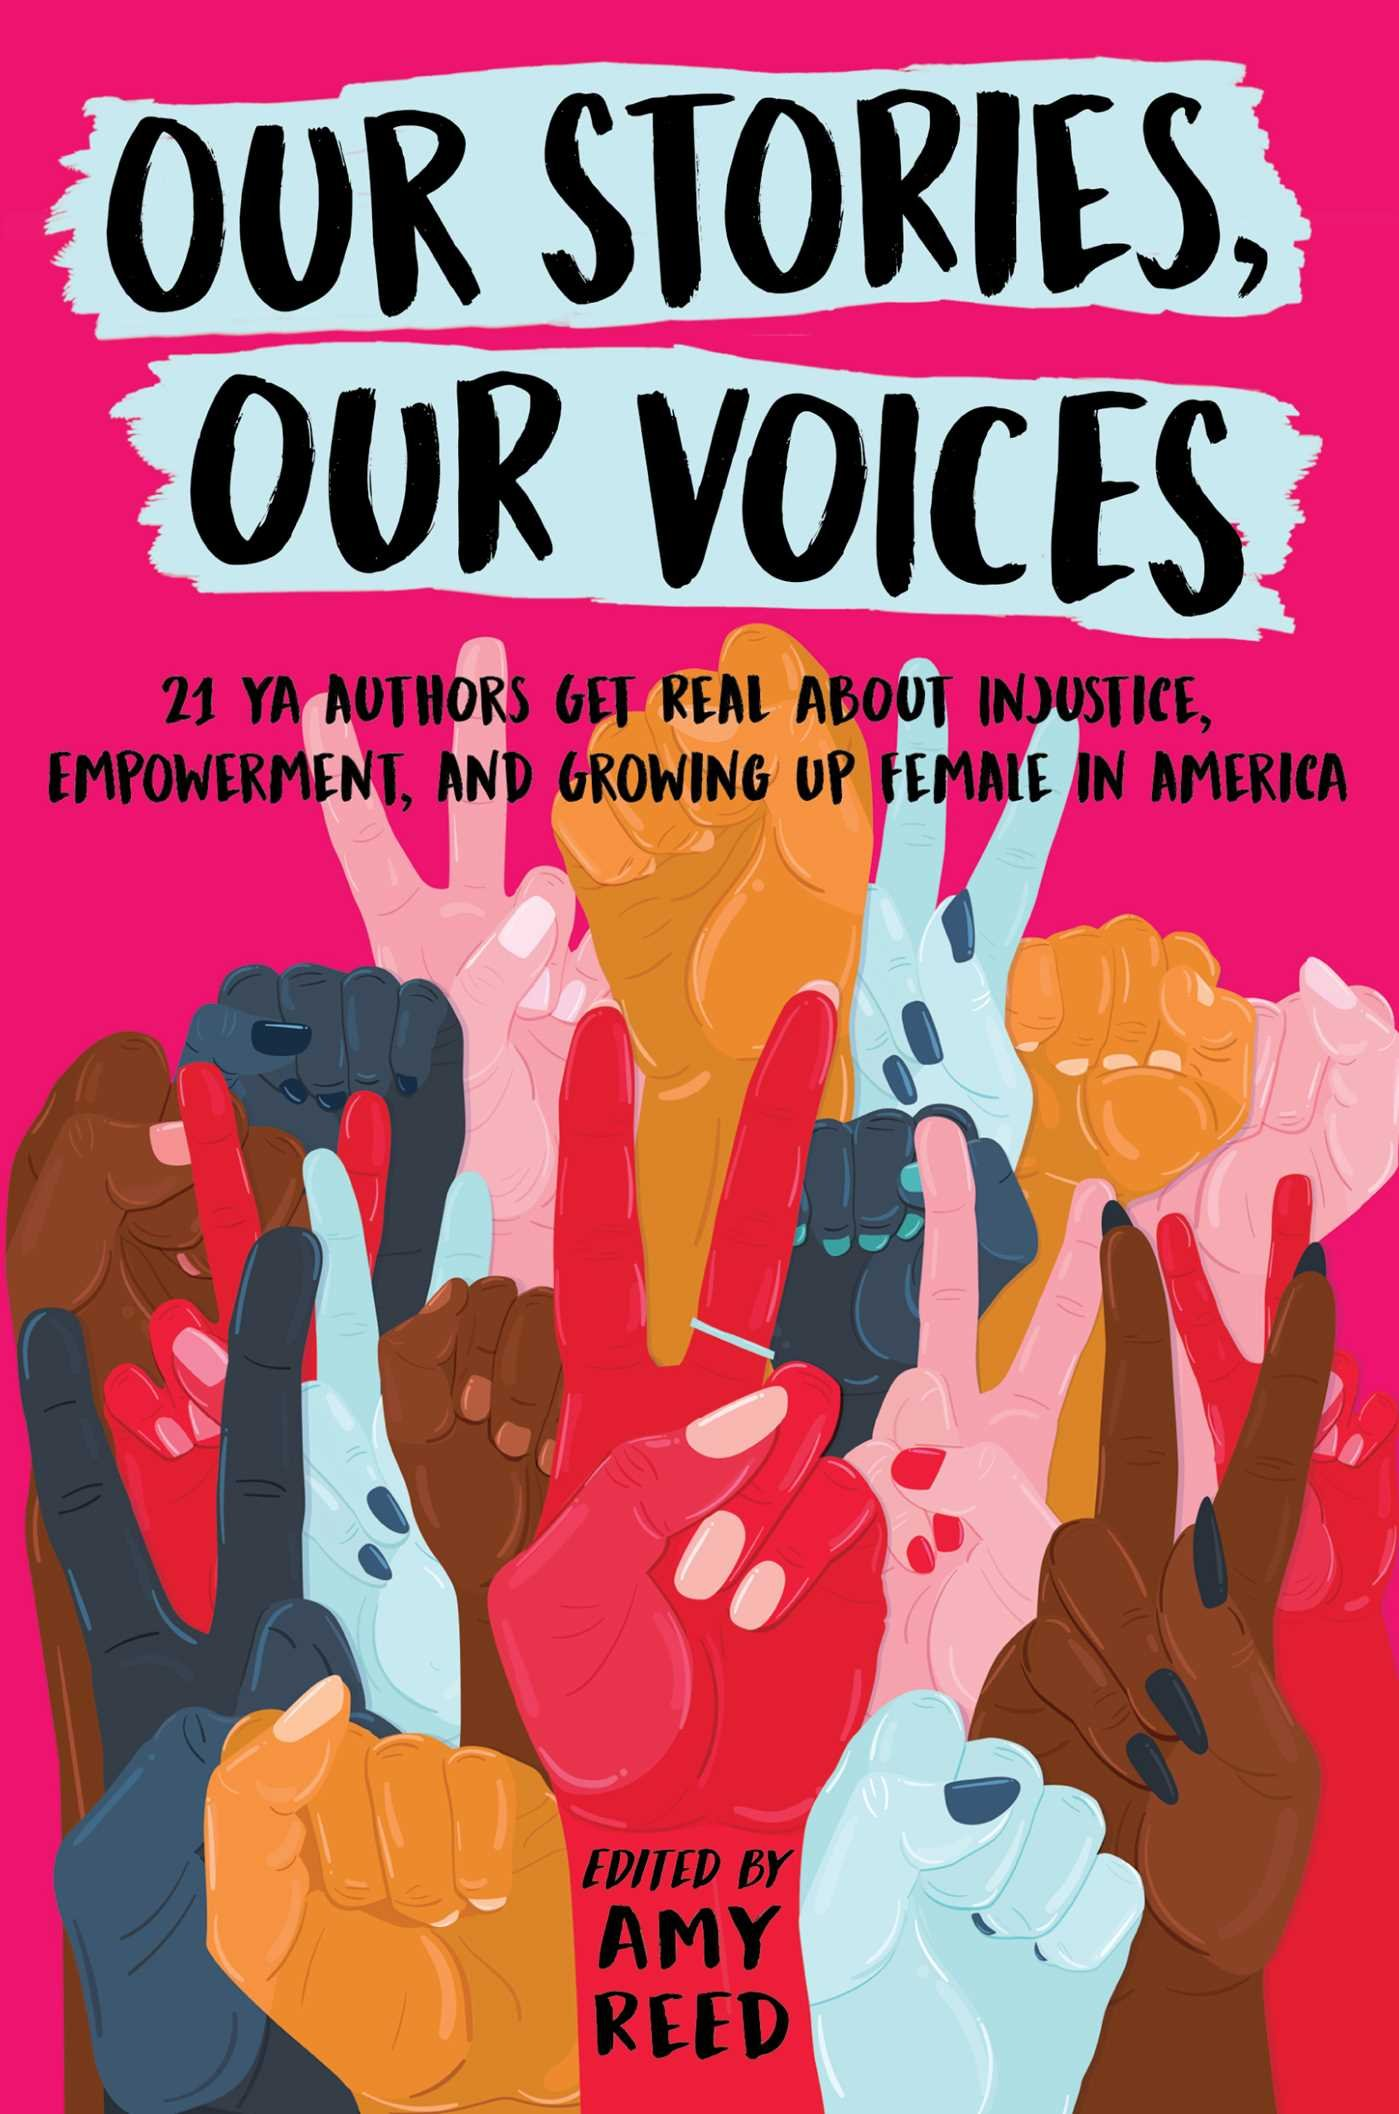 OUR STORIES,
OUR VOICES
21 YA AUTHORS GET REAL ABOUT INJUSTICE,
EMPOWERMENT, AND GROWING UP FEMALE IN AMERICA
EDITED BY
AMY
REED